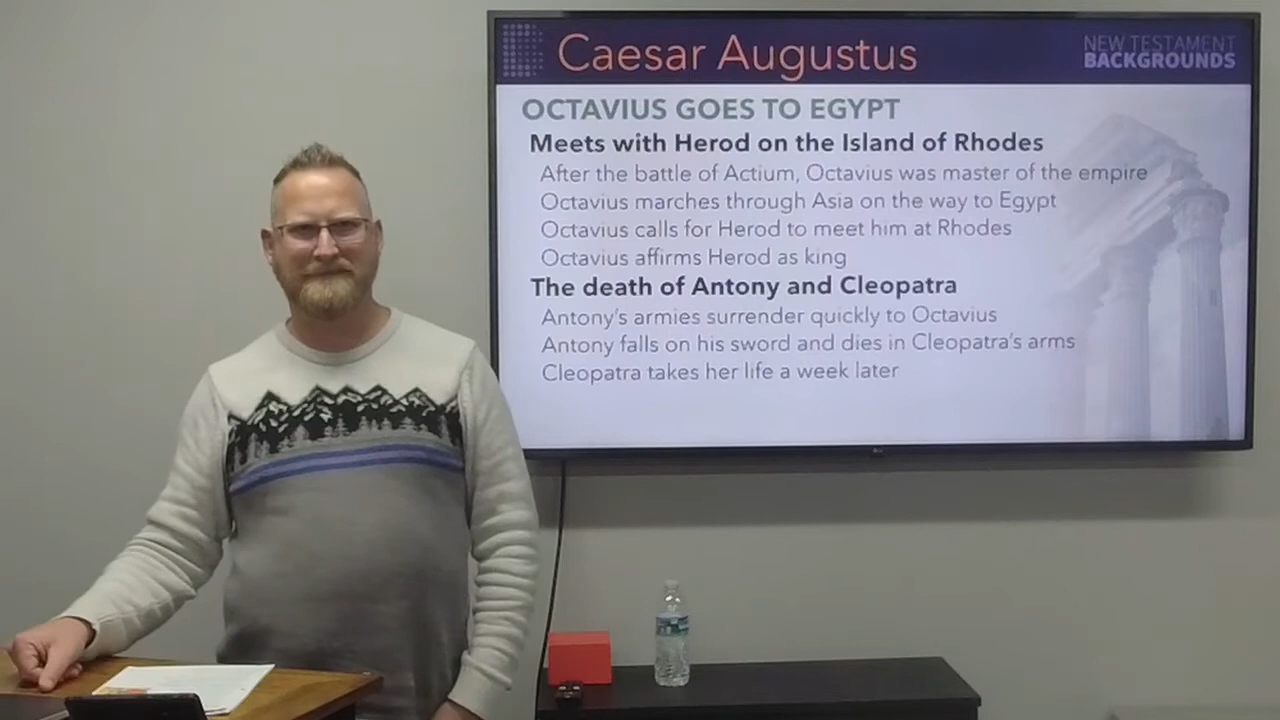 Caesar Augustus
NEW TESTAMENT
BACKGROUNDS
OCTAVIUS GOES TO EGYPT
Meets with Herod on the Island of Rhodes
After the battle of Actium, Octavius was master of the empire
Octavius marches through Asia on the way to Egypt
Octavius calls for Herod to meet him at Rhodes
Octavius affirms Herod as king
The death of Antony and Cleopatra
Antony's armies surrender quickly to Octavius
Antony falls on his sword and dies in Cleopatra's arms
Cleopatra takes her life a week later